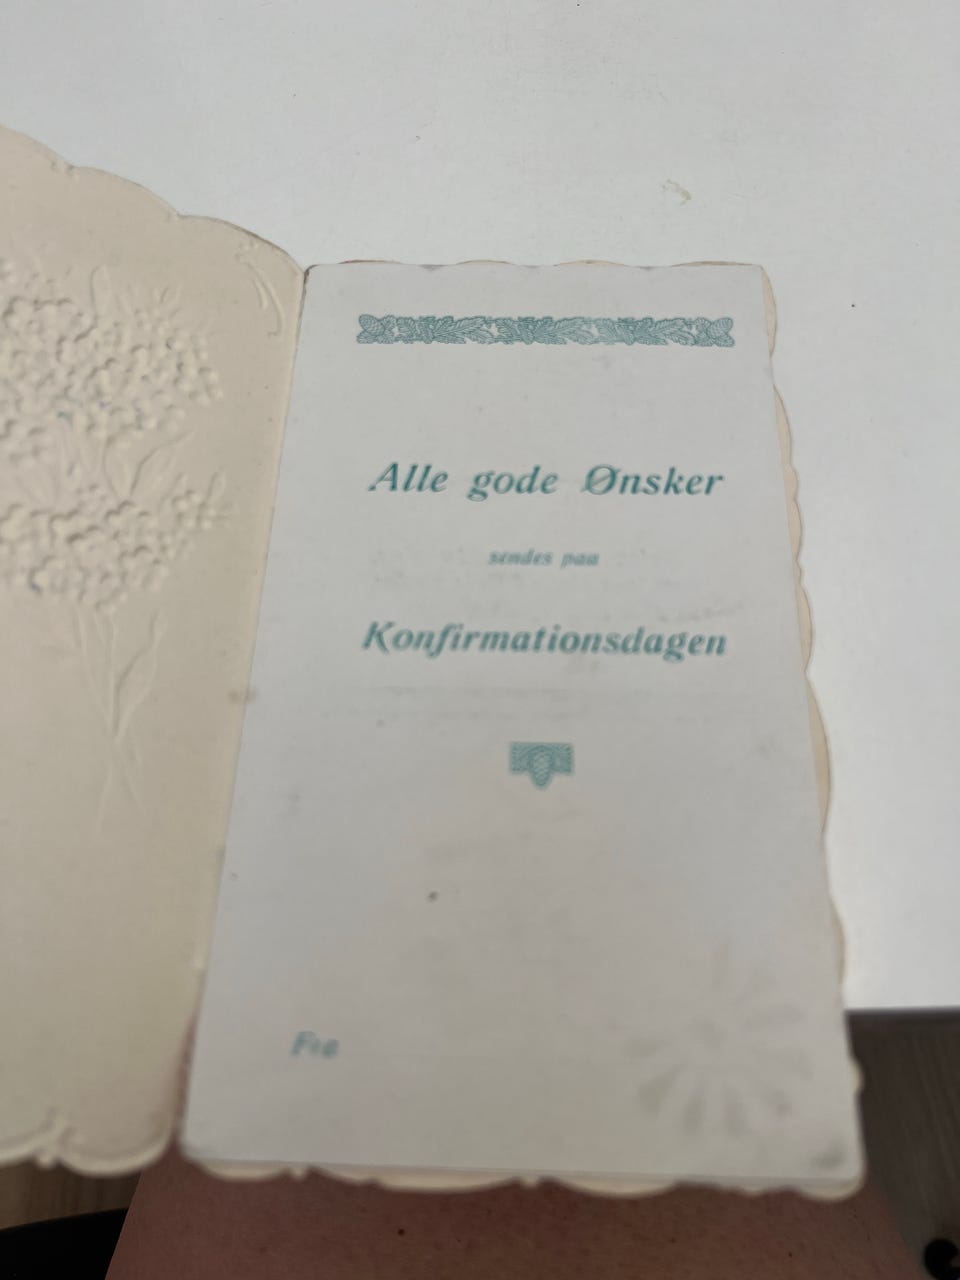 Alle gode Ønsker
sendes paa
Konfirmationsdagen
Fra